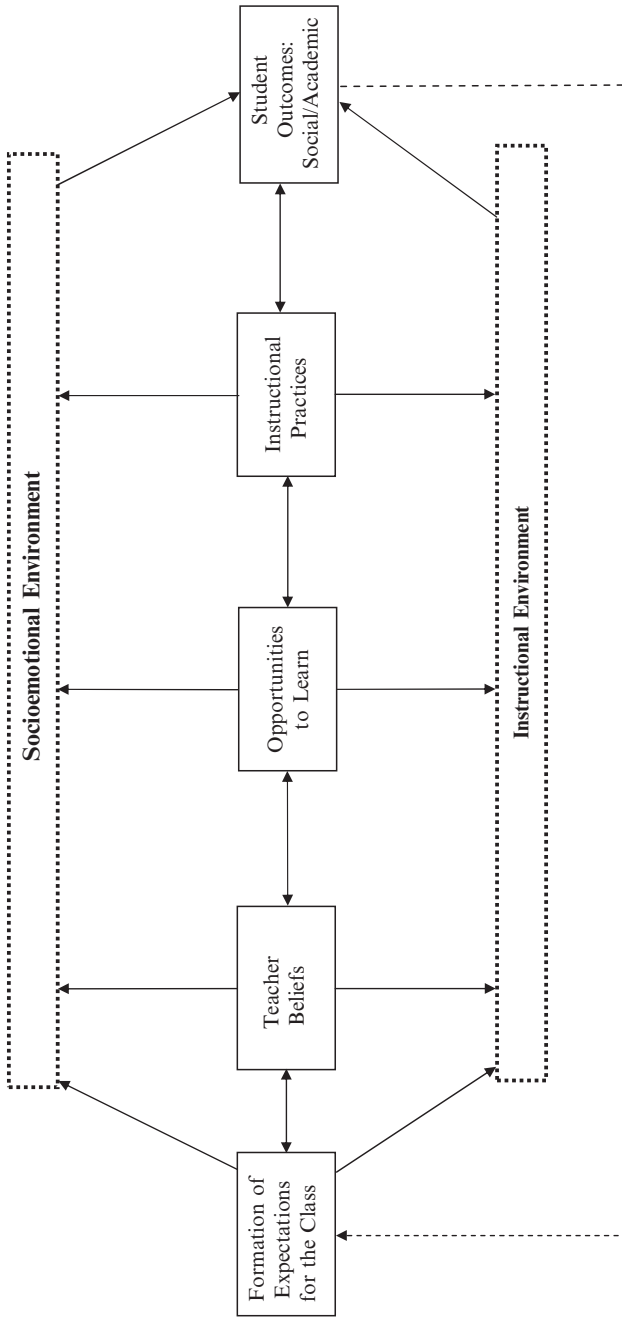 Socioemotional Environment
Formation of
Expectations
for the Class
Teacher
Beliefs
Opportunities
to Learn
Instructional
Practices
Student
Outcomes:
Social/Academic
Instructional Environment